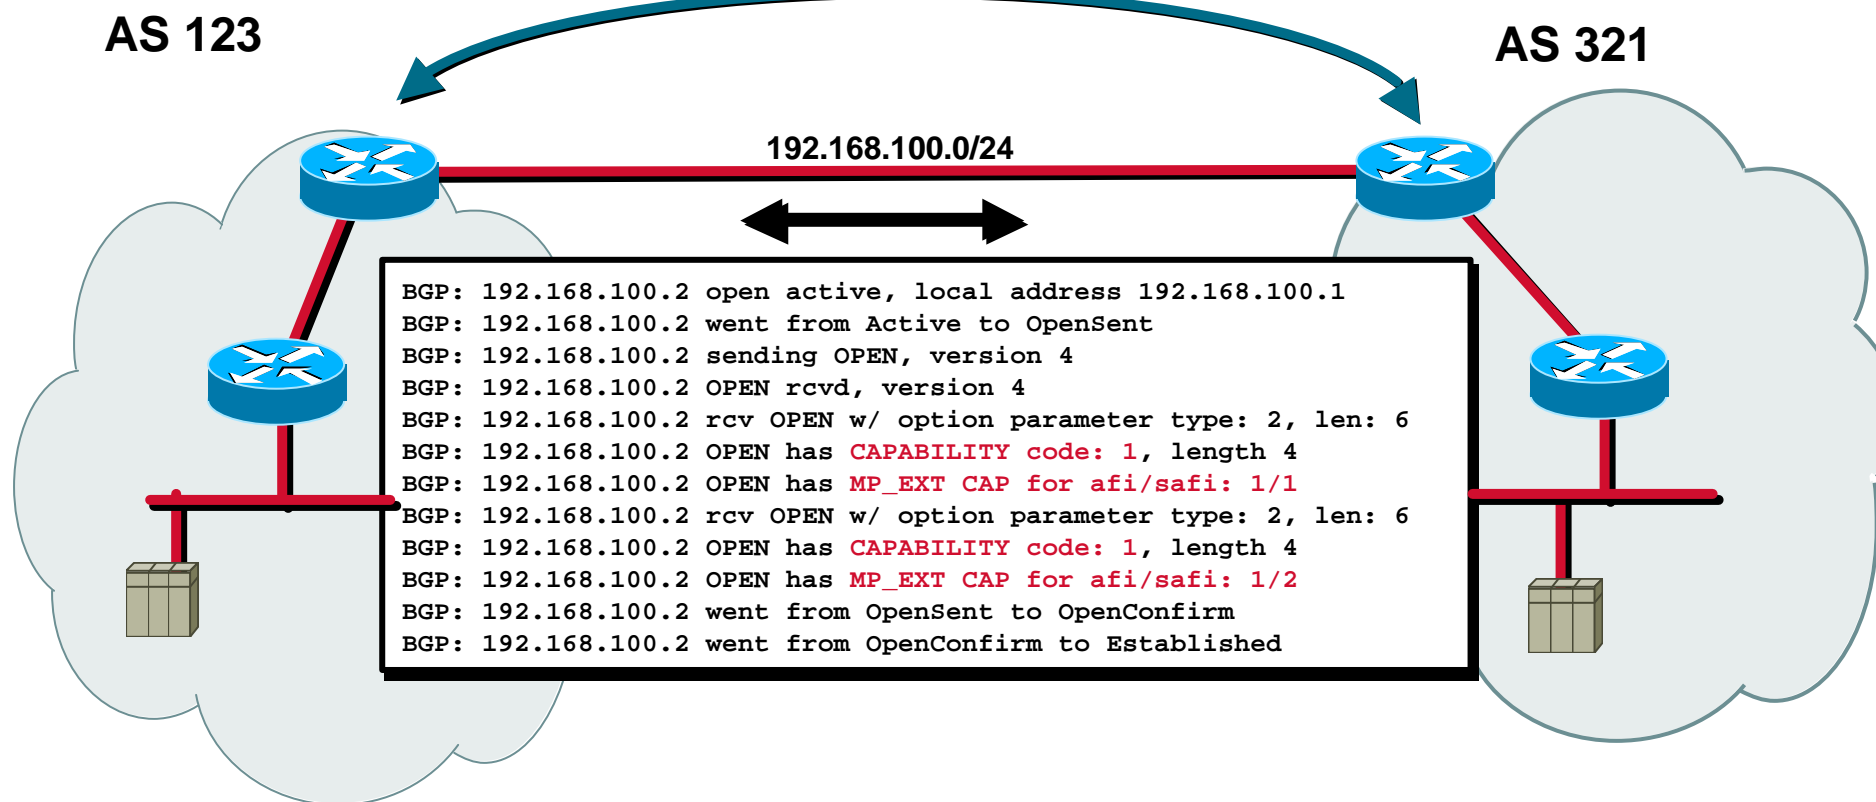 AS 123
AS 321
192.168.100.0/24
BGP: 192.168.100.2 open active, local address 192.168.100.1
BGP: 192.168.100.2 went from Active to OpenSent
BGP: 192.168.100.2 sending OPEN, version 4
BGP: 192.168.100.2 OPEN rcvd, version 4
BGP: 192.168.100.2 rcv OPEN w/ option parameter type: 2, len: 6
BGP: 192.168.100.2 OPEN has CAPABILITY code: 1, length 4
BGP: 192.168.100.2 OPEN has MP_EXT CAP for afi/safi: 1/1
BGP: 192.168.100.2 rcv OPEN w/ option parameter type: 2, len: 6
BGP: 192.168.100.2 OPEN has CAPABILITY code: 1, length 4
BGP: 192.168.100.2 OPEN has MP_EXT CAP for afi/safi: 1/2
BGP: 192.168.100.2 went from OpenSent to OpenConfirm
BGP: 192.168.100.2 went from OpenConfirm to Established